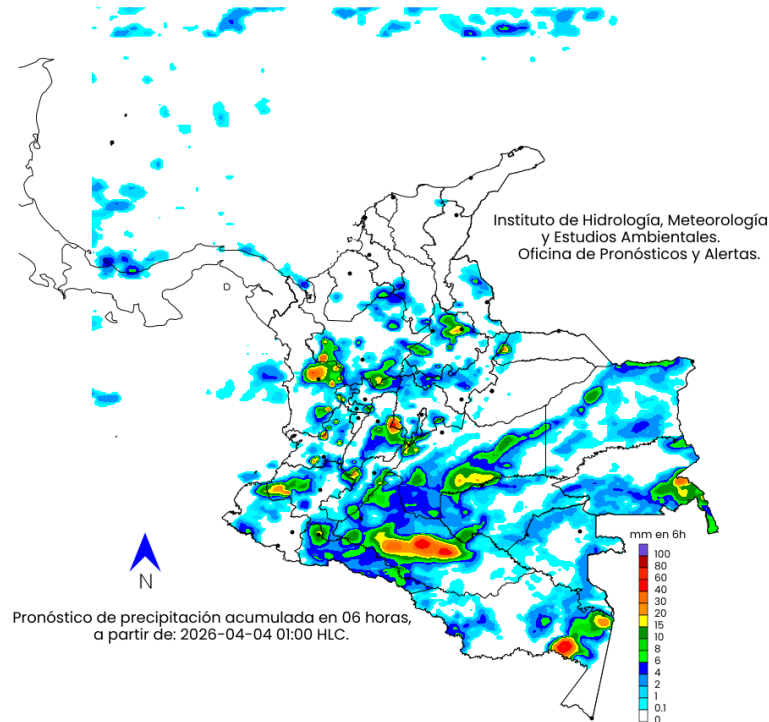 Instituto de Hidrología, Meteorología
y Estudios Ambientales.
Oficina de Pronósticos y Alertas.
N
Pronóstico de precipitación acumulada en 06 horas,
a partir de: 2026-04-04 01:00 HLC.
mm en 6h
100
80
60
40
30
20
15
10
8
6
4
2
1
0.1
0